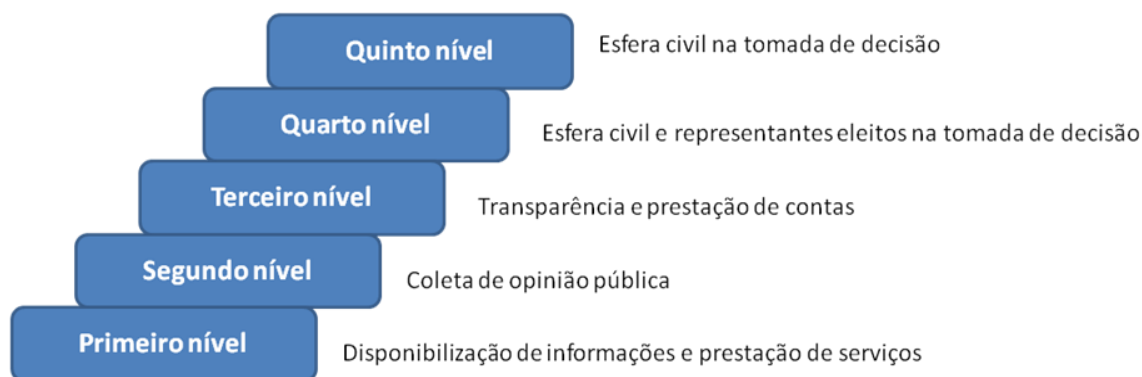 Quinto nível
Esfera civil na tomada de decisão
Quarto nível
Esfera civil e representantes eleitos na tomada de decisão
Terceiro nível
Transparência e prestação de contas
Segundo nível
Coleta de opinião pública
Primeiro nível
Disponibilização de informações e prestação de serviços